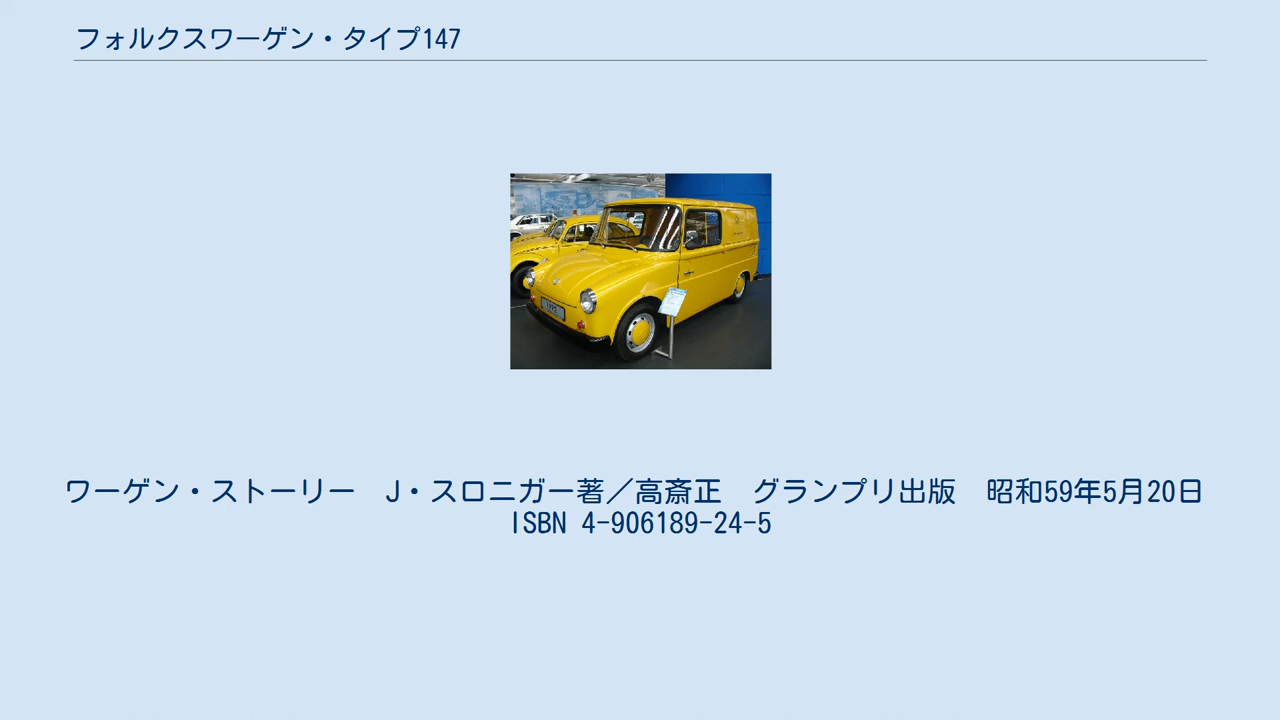 フォルクスワーゲン・タイプ147
ワーゲン・ストーリー　J・スロニガー著／高斎正　グランプリ出版　昭和59年5月20日
ISBN 4-906189-24-5